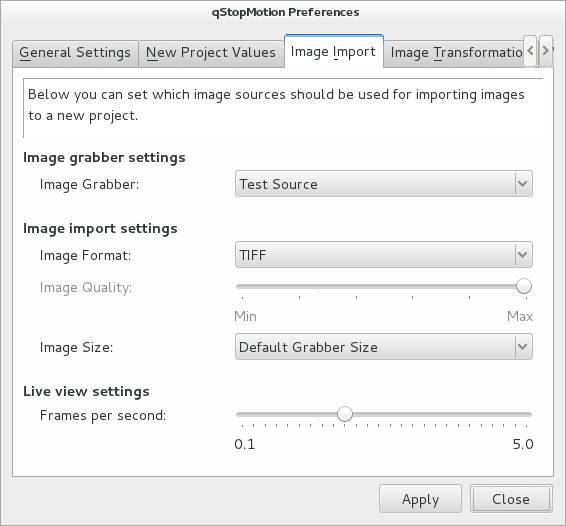 qStopMotion Preferences
General Settings New Project Values Image Import Image Transformatio
Below you can set which image sources should be used for importing images
to a new project.
Image grabber settings
Image Grabber: Test Source
Image import settings
Image Format: TIFF
Image Quality:
Min Max
Image Size: Default Grabber Size
Live view settings
Frames per second:
0.1 5.0
Apply Close